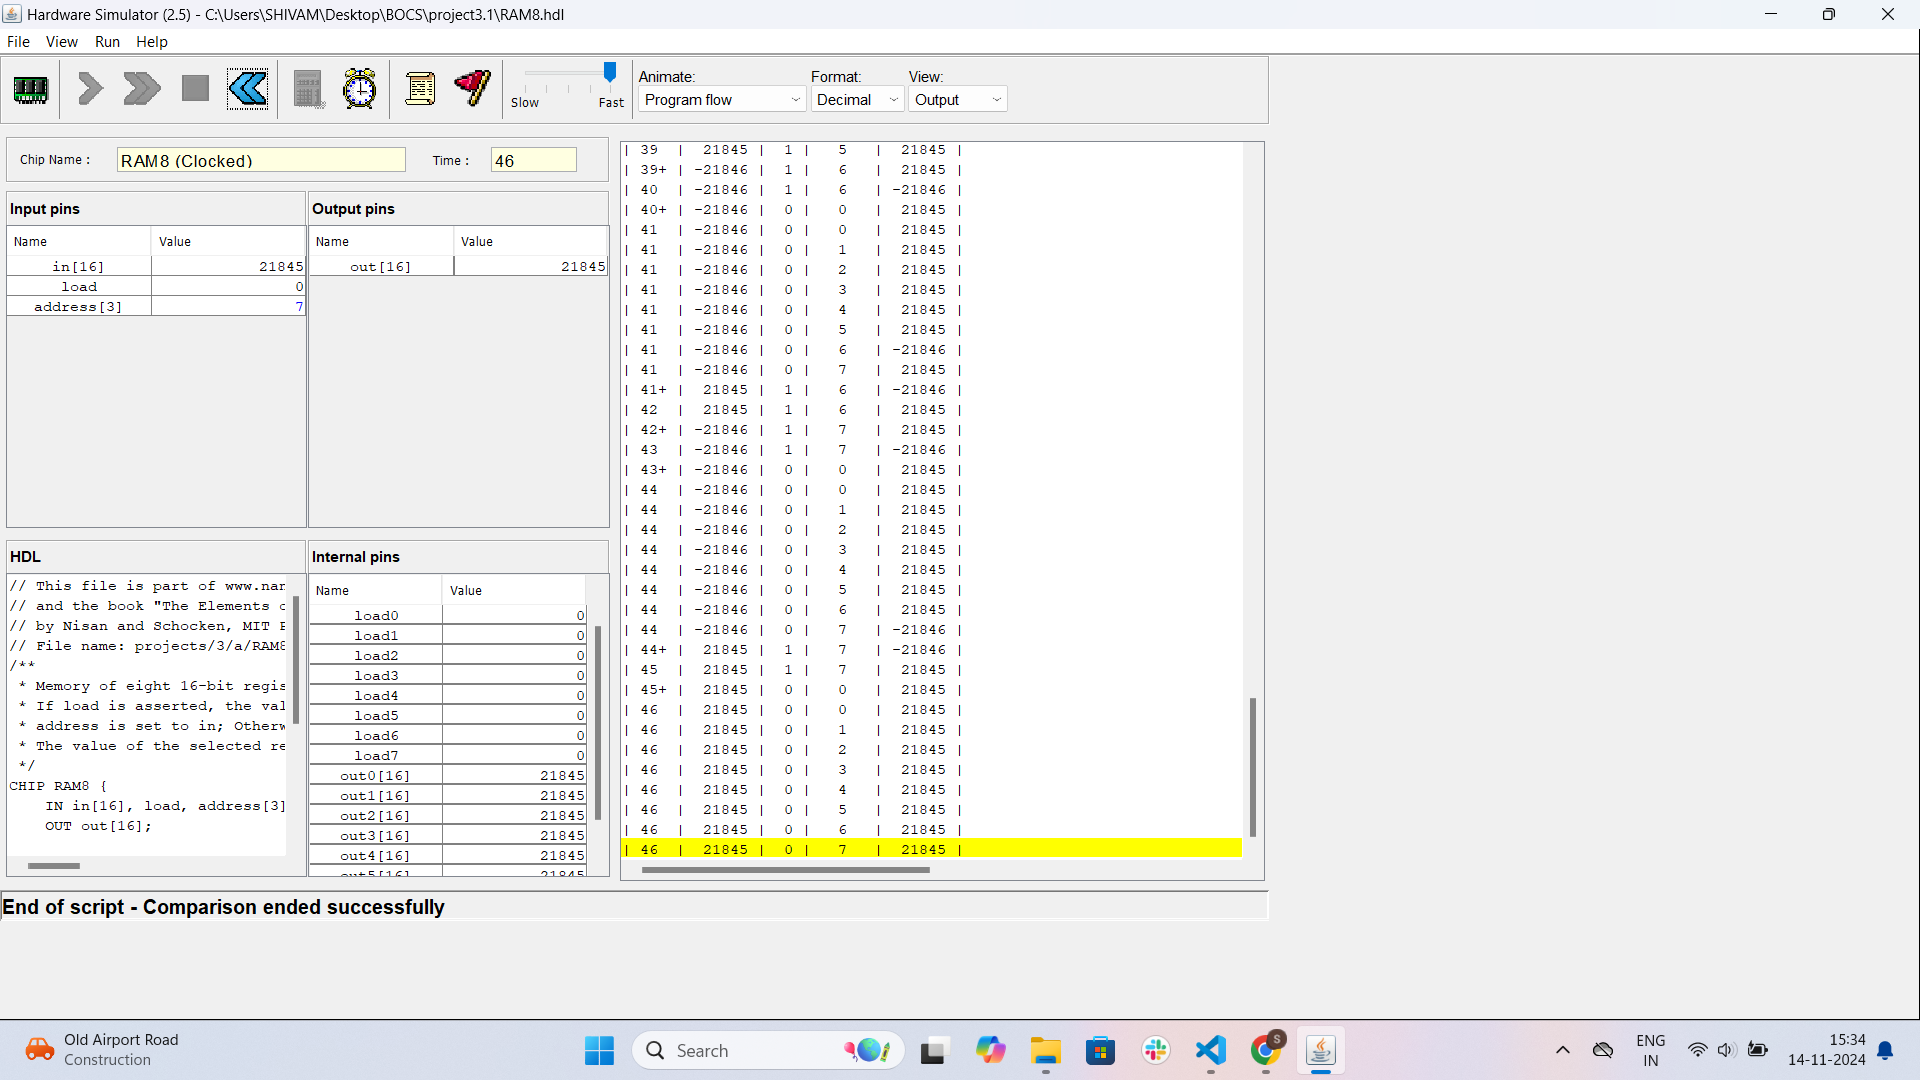 Hardware Simulator (2.5) - C:\Users\SHIVAM\Desktop\BOCS\project3.1\RAM8.hdl
File View Run Help
Slow Fast
Animate: Format: View:
Program flow Decimal Output
Chip Name : RAM8 (Clocked) Time : 46
Input pins
Name Value
in[16] 21845
load 0
address[3] 7
Output pins
Name Value
out[16] 21845
HDL
// This file is part of www.nan
// and the book "The Elements o
// by Nisan and Schocken, MIT P
// File name: projects/3/a/RAM8
/**
* Memory of eight 16-bit regis
* If load is asserted, the val
* address is set to in; Otherw
* The value of the selected re
*/
CHIP RAM8 {
IN in[16], load, address[3]
OUT out[16];
Internal pins
Name Value
load0 0
load1 0
load2 0
load3 0
load4 0
load5 0
load6 0
load7 0
out0[16] 21845
out1[16] 21845
out2[16] 21845
out3[16] 21845
out4[16] 21845
out5[16] 21845
| 39 | 21845 | 1 | 5 | 21845 |
| 39+ | -21846 | 1 | 6 | 21845 |
| 40 | -21846 | 1 | 6 | -21846 |
| 40+ | -21846 | 0 | 0 | 21845 |
| 41 | -21846 | 0 | 0 | 21845 |
| 41 | -21846 | 0 | 1 | 21845 |
| 41 | -21846 | 0 | 2 | 21845 |
| 41 | -21846 | 0 | 3 | 21845 |
| 41 | -21846 | 0 | 4 | 21845 |
| 41 | -21846 | 0 | 5 | 21845 |
| 41 | -21846 | 0 | 6 | -21846 |
| 41 | -21846 | 0 | 7 | 21845 |
| 41+ | 21845 | 1 | 6 | -21846 |
| 42 | 21845 | 1 | 6 | 21845 |
| 42+ | -21846 | 1 | 7 | 21845 |
| 43 | -21846 | 1 | 7 | -21846 |
| 43+ | -21846 | 0 | 0 | 21845 |
| 44 | -21846 | 0 | 0 | 21845 |
| 44 | -21846 | 0 | 1 | 21845 |
| 44 | -21846 | 0 | 2 | 21845 |
| 44 | -21846 | 0 | 3 | 21845 |
| 44 | -21846 | 0 | 4 | 21845 |
| 44 | -21846 | 0 | 5 | 21845 |
| 44 | -21846 | 0 | 6 | 21845 |
| 44 | -21846 | 0 | 7 | -21846 |
| 44+ | 21845 | 1 | 7 | -21846 |
| 45 | 21845 | 1 | 7 | 21845 |
| 45+ | 21845 | 0 | 0 | 21845 |
| 46 | 21845 | 0 | 0 | 21845 |
| 46 | 21845 | 0 | 1 | 21845 |
| 46 | 21845 | 0 | 2 | 21845 |
| 46 | 21845 | 0 | 3 | 21845 |
| 46 | 21845 | 0 | 4 | 21845 |
| 46 | 21845 | 0 | 5 | 21845 |
| 46 | 21845 | 0 | 6 | 21845 |
| 46 | 21845 | 0 | 7 | 21845 |
End of script - Comparison ended successfully
Old Airport Road
Construction
Search
S
ENG
IN
15:34
14-11-2024